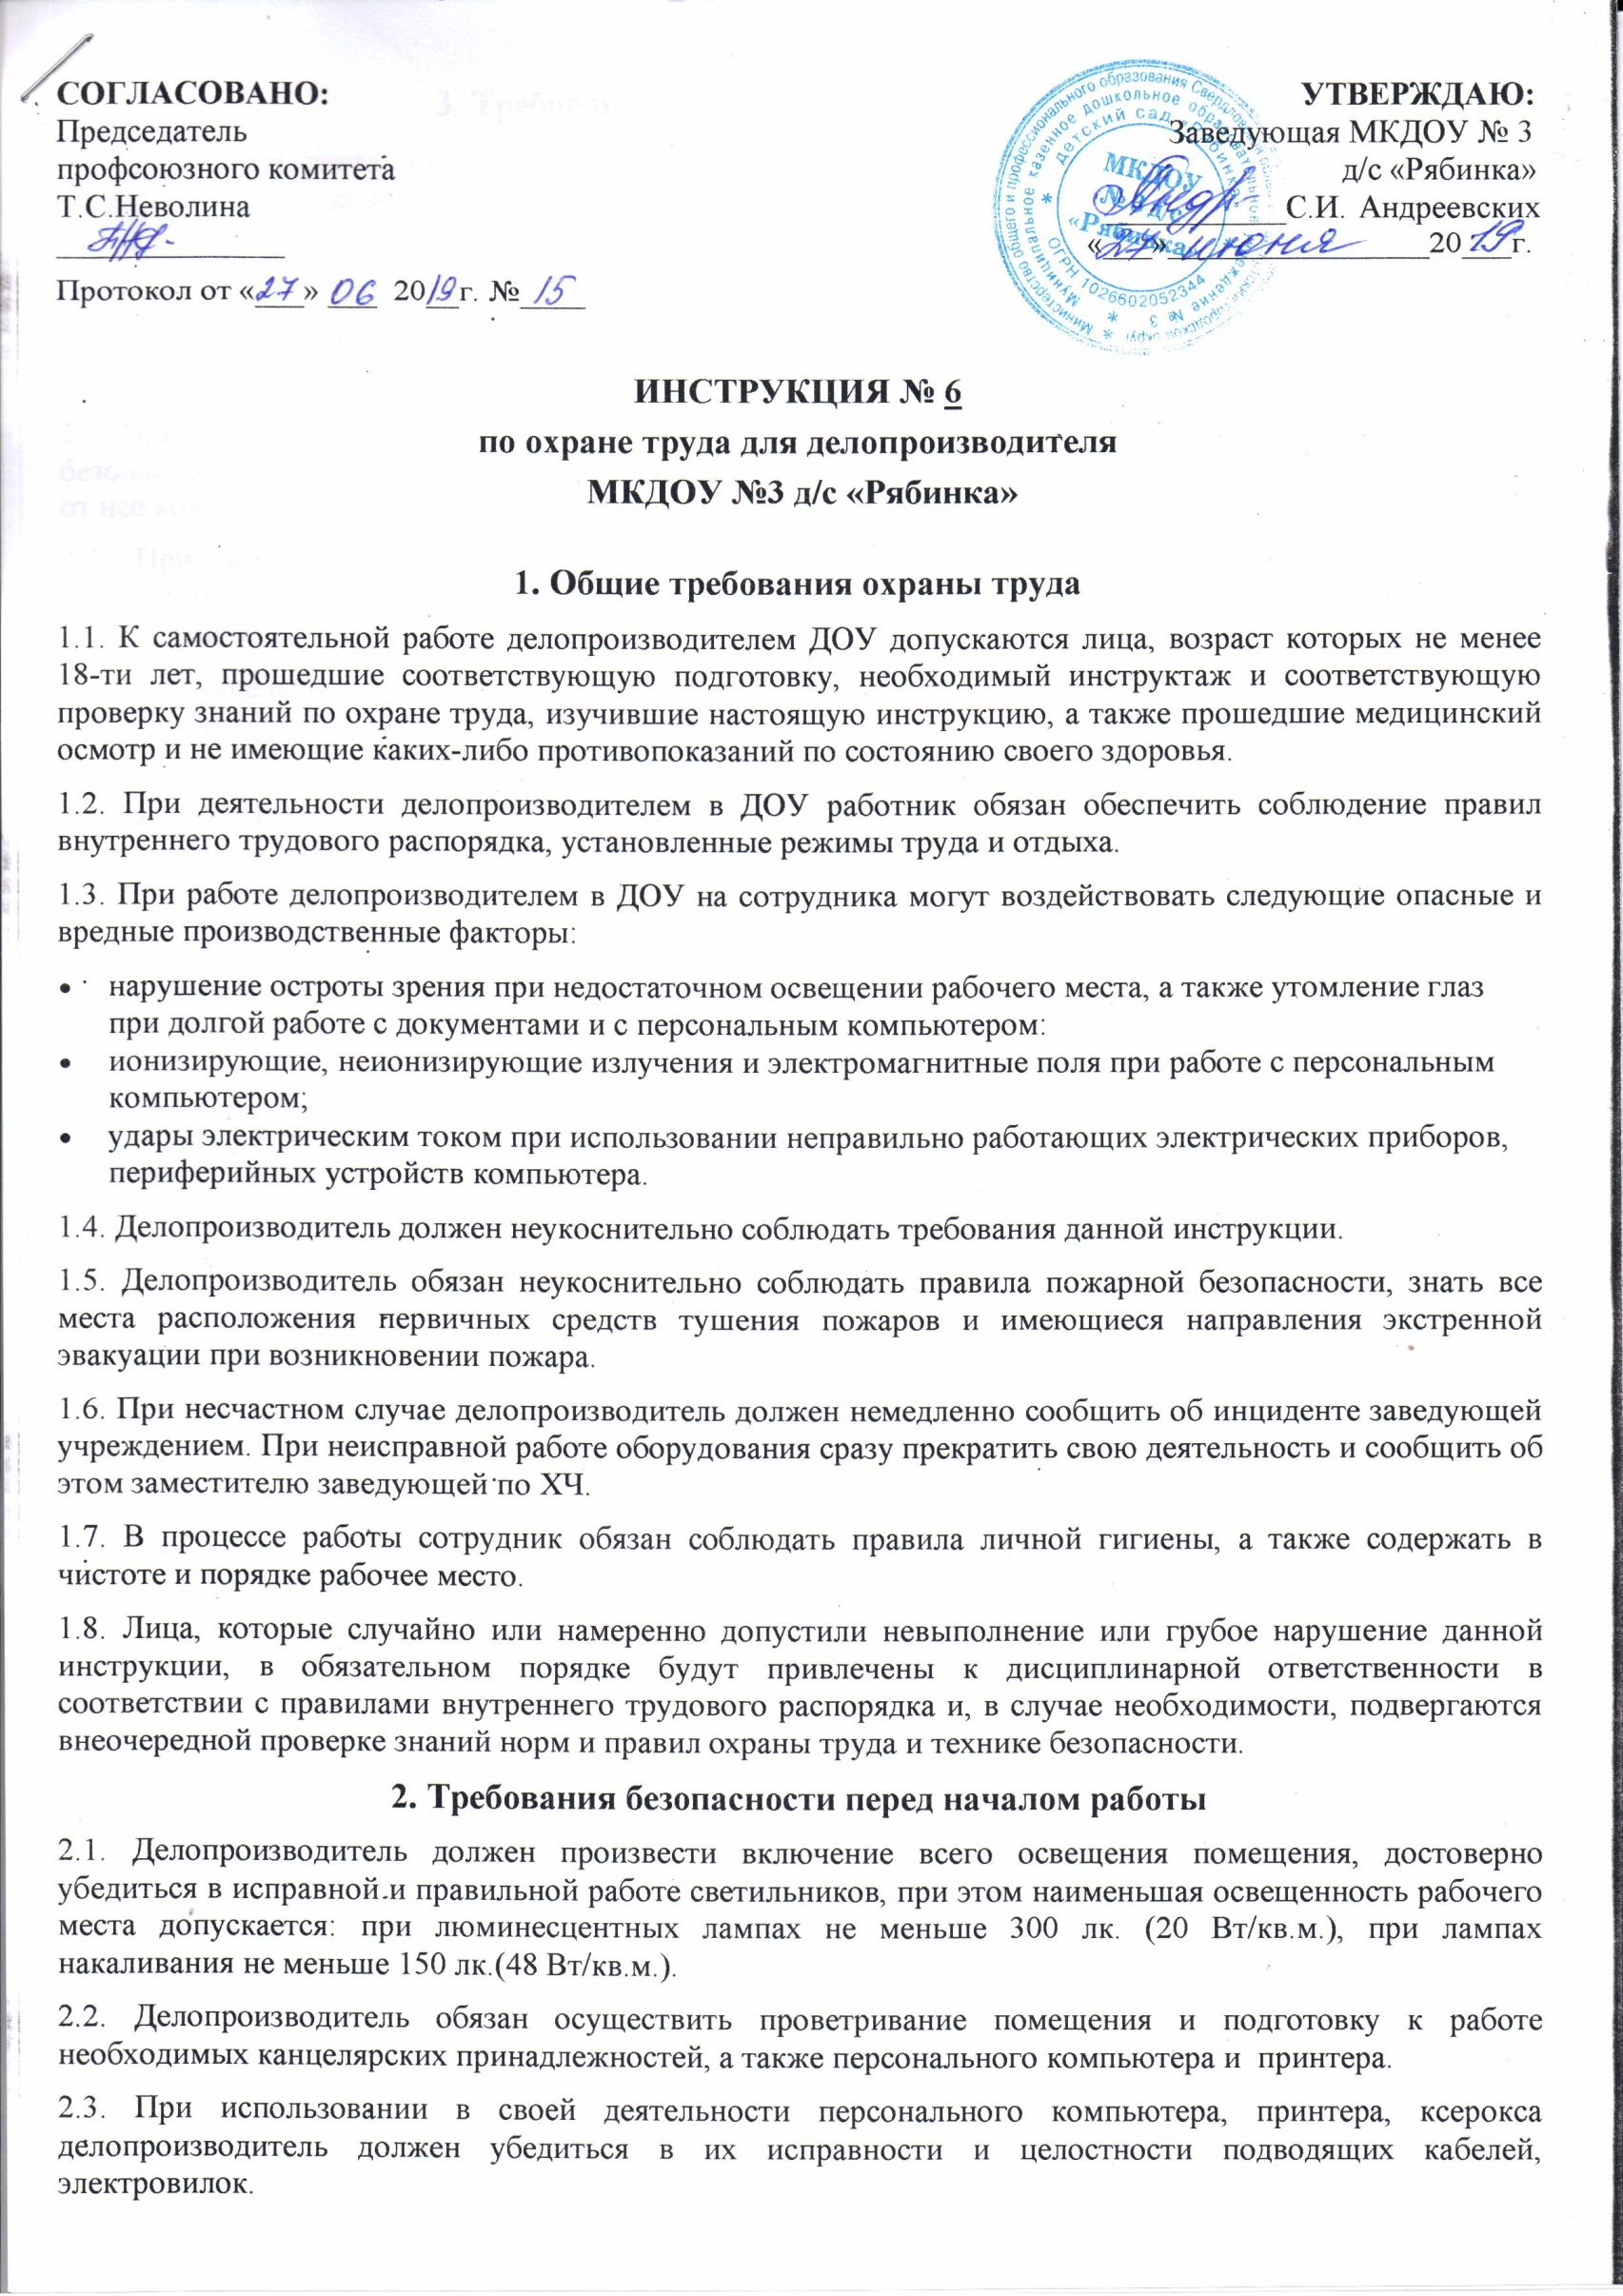 СОГЛАСОВАНО:
Председатель
профсоюзного комитета
Т.С.Неволина
Протокол от «27» 06 2019г. № 15
УТВЕРЖДАЮ:
Заведующая МКДОУ № 3
д/с «Рябинка»
С.И. Андреевских
«27» июня 2019г.
МКДОУ
№ 3 д/с
«Рябинка»
ОГРН 1026602052344
ИНСТРУКЦИЯ № 6
по охране труда для делопроизводителя
МКДОУ №3 д/с «Рябинка»
1. Общие требования охраны труда
1.1. К самостоятельной работе делопроизводителем ДОУ допускаются лица, возраст которых не менее
18-ти лет, прошедшие соответствующую подготовку, необходимый инструктаж и соответствующую
проверку знаний по охране труда, изучившие настоящую инструкцию, а также прошедшие медицинский
осмотр и не имеющие каких-либо противопоказаний по состоянию своего здоровья.
1.2. При деятельности делопроизводителем в ДОУ работник обязан обеспечить соблюдение правил
внутреннего трудового распорядка, установленные режимы труда и отдыха.
1.3. При работе делопроизводителем в ДОУ на сотрудника могут воздействовать следующие опасные и
вредные производственные факторы:
• нарушение остроты зрения при недостаточном освещении рабочего места, а также утомление глаз
при долгой работе с документами и с персональным компьютером:
• ионизирующие, неионизирующие излучения и электромагнитные поля при работе с персональным
компьютером;
• удары электрическим током при использовании неправильно работающих электрических приборов,
периферийных устройств компьютера.
1.4. Делопроизводитель должен неукоснительно соблюдать требования данной инструкции.
1.5. Делопроизводитель обязан неукоснительно соблюдать правила пожарной безопасности, знать все
места расположения первичных средств тушения пожаров и имеющиеся направления экстренной
эвакуации при возникновении пожара.
1.6. При несчастном случае делопроизводитель должен немедленно сообщить об инциденте заведующей
учреждением. При неисправной работе оборудования сразу прекратить свою деятельность и сообщить об
этом заместителю заведующей по ХЧ.
1.7. В процессе работы сотрудник обязан соблюдать правила личной гигиены, а также содержать в
чистоте и порядке рабочее место.
1.8. Лица, которые случайно или намеренно допустили невыполнение или грубое нарушение данной
инструкции, в обязательном порядке будут привлечены к дисциплинарной ответственности в
соответствии с правилами внутреннего трудового распорядка и, в случае необходимости, подвергаются
внеочередной проверке знаний норм и правил охраны труда и технике безопасности.
2. Требования безопасности перед началом работы
2.1. Делопроизводитель должен произвести включение всего освещения помещения, достоверно
убедиться в исправной и правильной работе светильников, при этом наименьшая освещенность рабочего
места допускается: при люминесцентных лампах не меньше 300 лк. (20 Вт/кв.м.), при лампах
накаливания не меньше 150 лк.(48 Вт/кв.м.).
2.2. Делопроизводитель обязан осуществить проветривание помещения и подготовку к работе
необходимых канцелярских принадлежностей, а также персонального компьютера и принтера.
2.3. При использовании в своей деятельности персонального компьютера, принтера, ксерокса
делопроизводитель должен убедиться в их исправности и целостности подводящих кабелей,
электровилок.